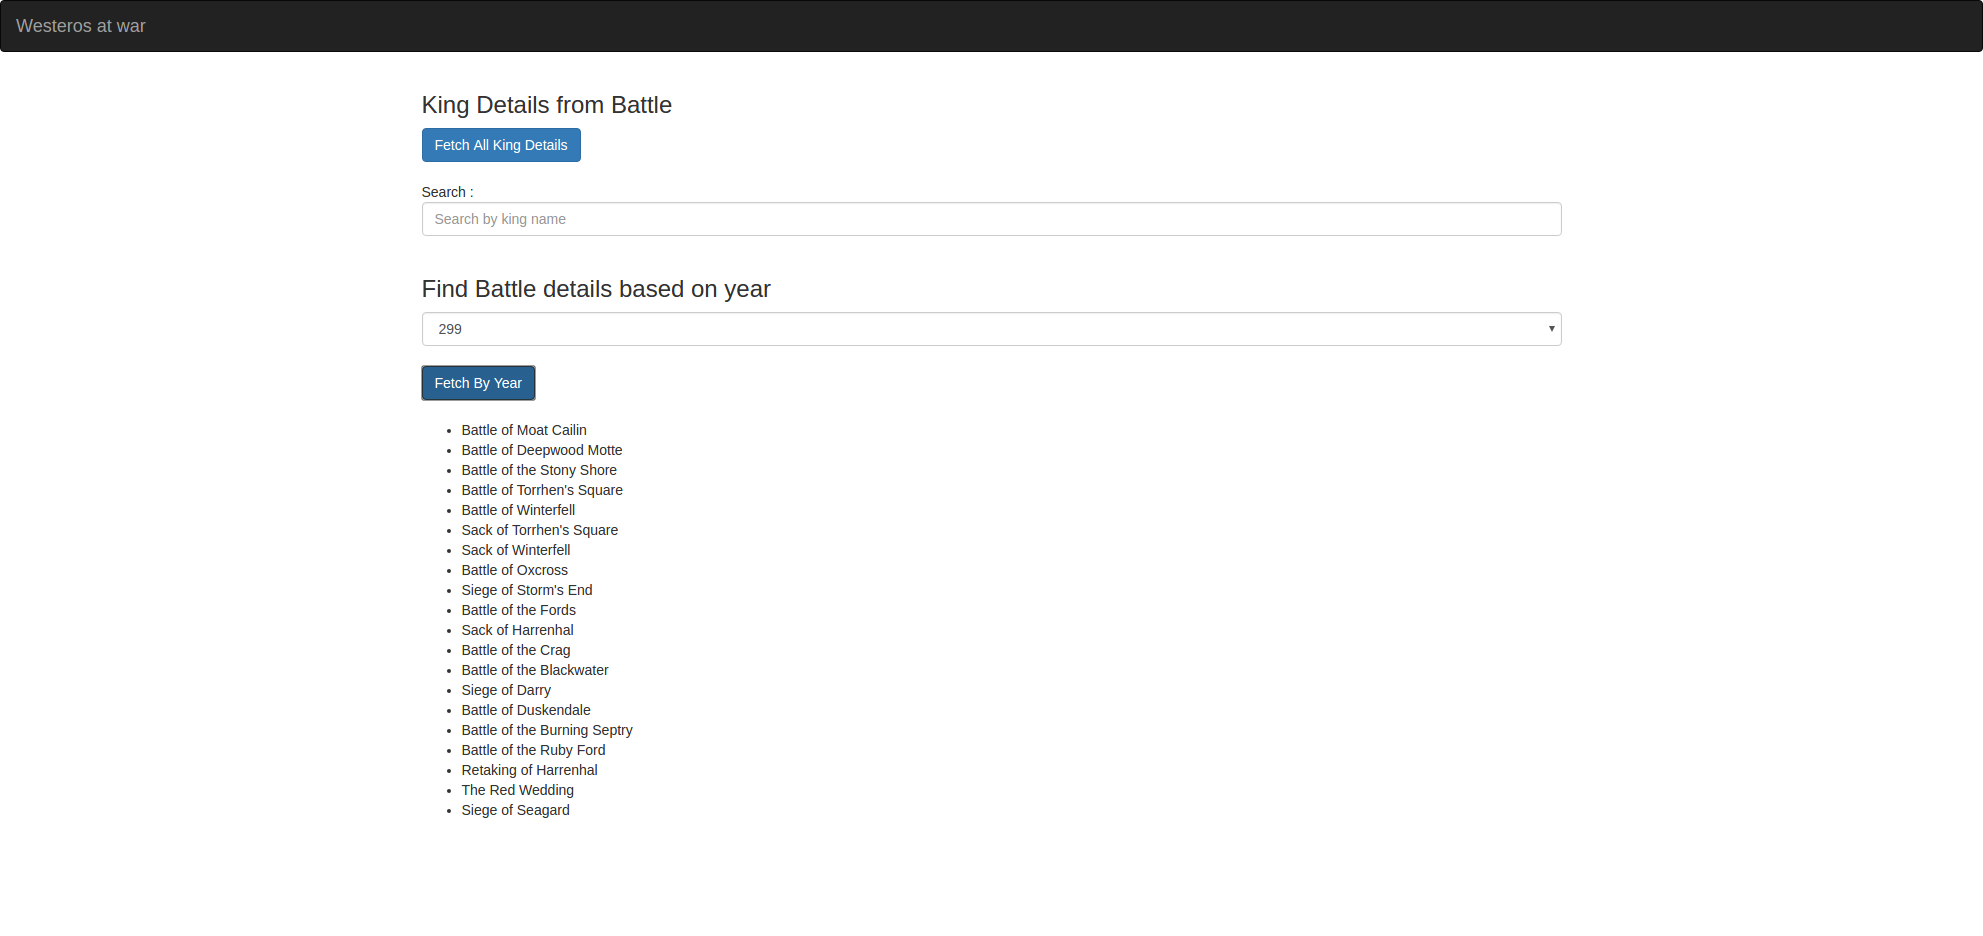 Westeros at war
King Details from Battle
Fetch All King Details
Search :
Search by king name
Find Battle details based on year
299
Fetch By Year
Battle of Moat Cailin
Battle of Deepwood Motte
Battle of the Stony Shore
Battle of Torrhen's Square
Battle of Winterfell
Sack of Torrhen's Square
Sack of Winterfell
Battle of Oxcross
Siege of Storm's End
Battle of the Fords
Sack of Harrenhal
Battle of the Crag
Battle of the Blackwater
Siege of Darry
Battle of Duskendale
Battle of the Burning Septry
Battle of the Ruby Ford
Retaking of Harrenhal
The Red Wedding
Siege of Seagard